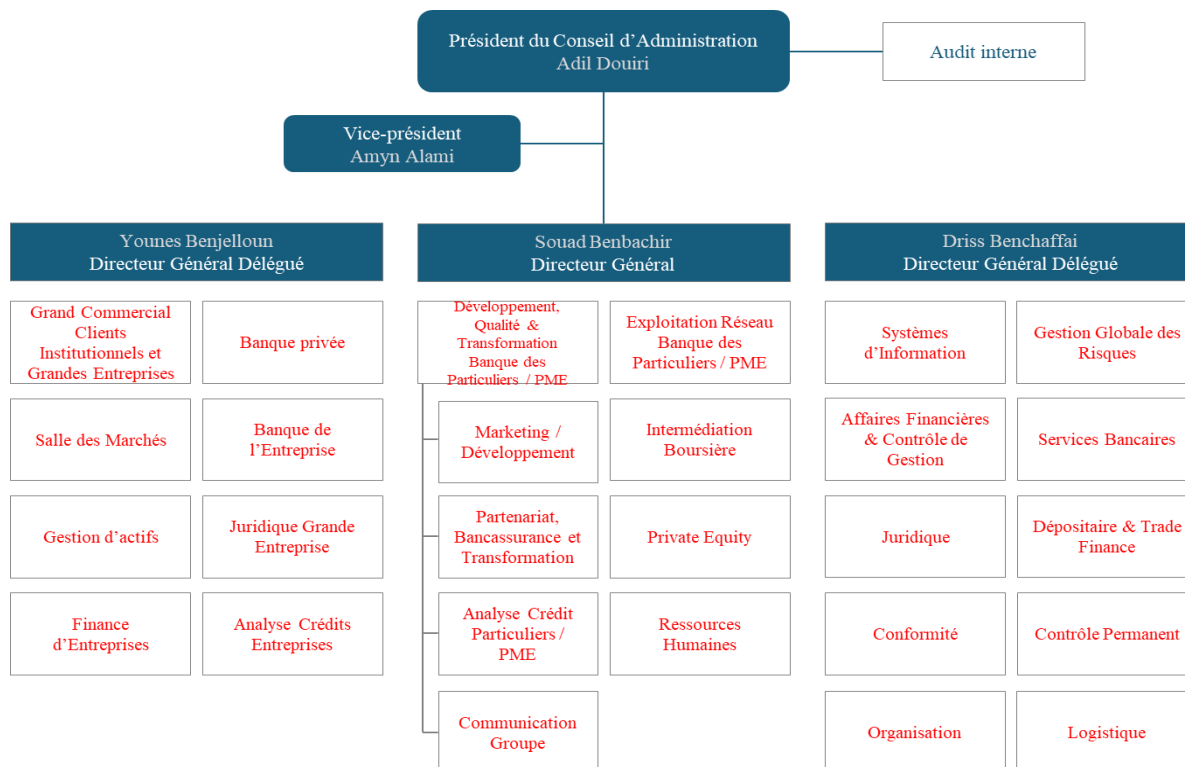 Président du Conseil d'Administration
Adil Douiri
Audit interne
Vice-président
Amyn Alami
Younes Benjelloun
Directeur Général Délégué
Souad Benbachir
Directeur Général
Driss Benchaffai
Directeur Général Délégué
Grand Commercial
Clients
Institutionnels et
Grandes Entreprises
Banque privée
Salle des Marchés
Banque de
l'Entreprise
Gestion d'actifs
Juridique Grande
Entreprise
Finance
d'Entreprises
Analyse Crédits
Entreprises
Développement,
Qualité &
Transformation
Banque des
Particuliers / PME
Exploitation Réseau
Banque des
Particuliers / PME
Marketing /
Développement
Intermédiation
Boursière
Partenariat,
Bancassurance et
Transformation
Private Equity
Analyse Crédit
Particuliers /
PME
Ressources
Humaines
Communication
Groupe
Systèmes
d'Information
Gestion Globale des
Risques
Affaires Financières
& Contrôle de
Gestion
Services Bancaires
Juridique
Dépositaire & Trade
Finance
Conformité
Contrôle Permanent
Organisation
Logistique